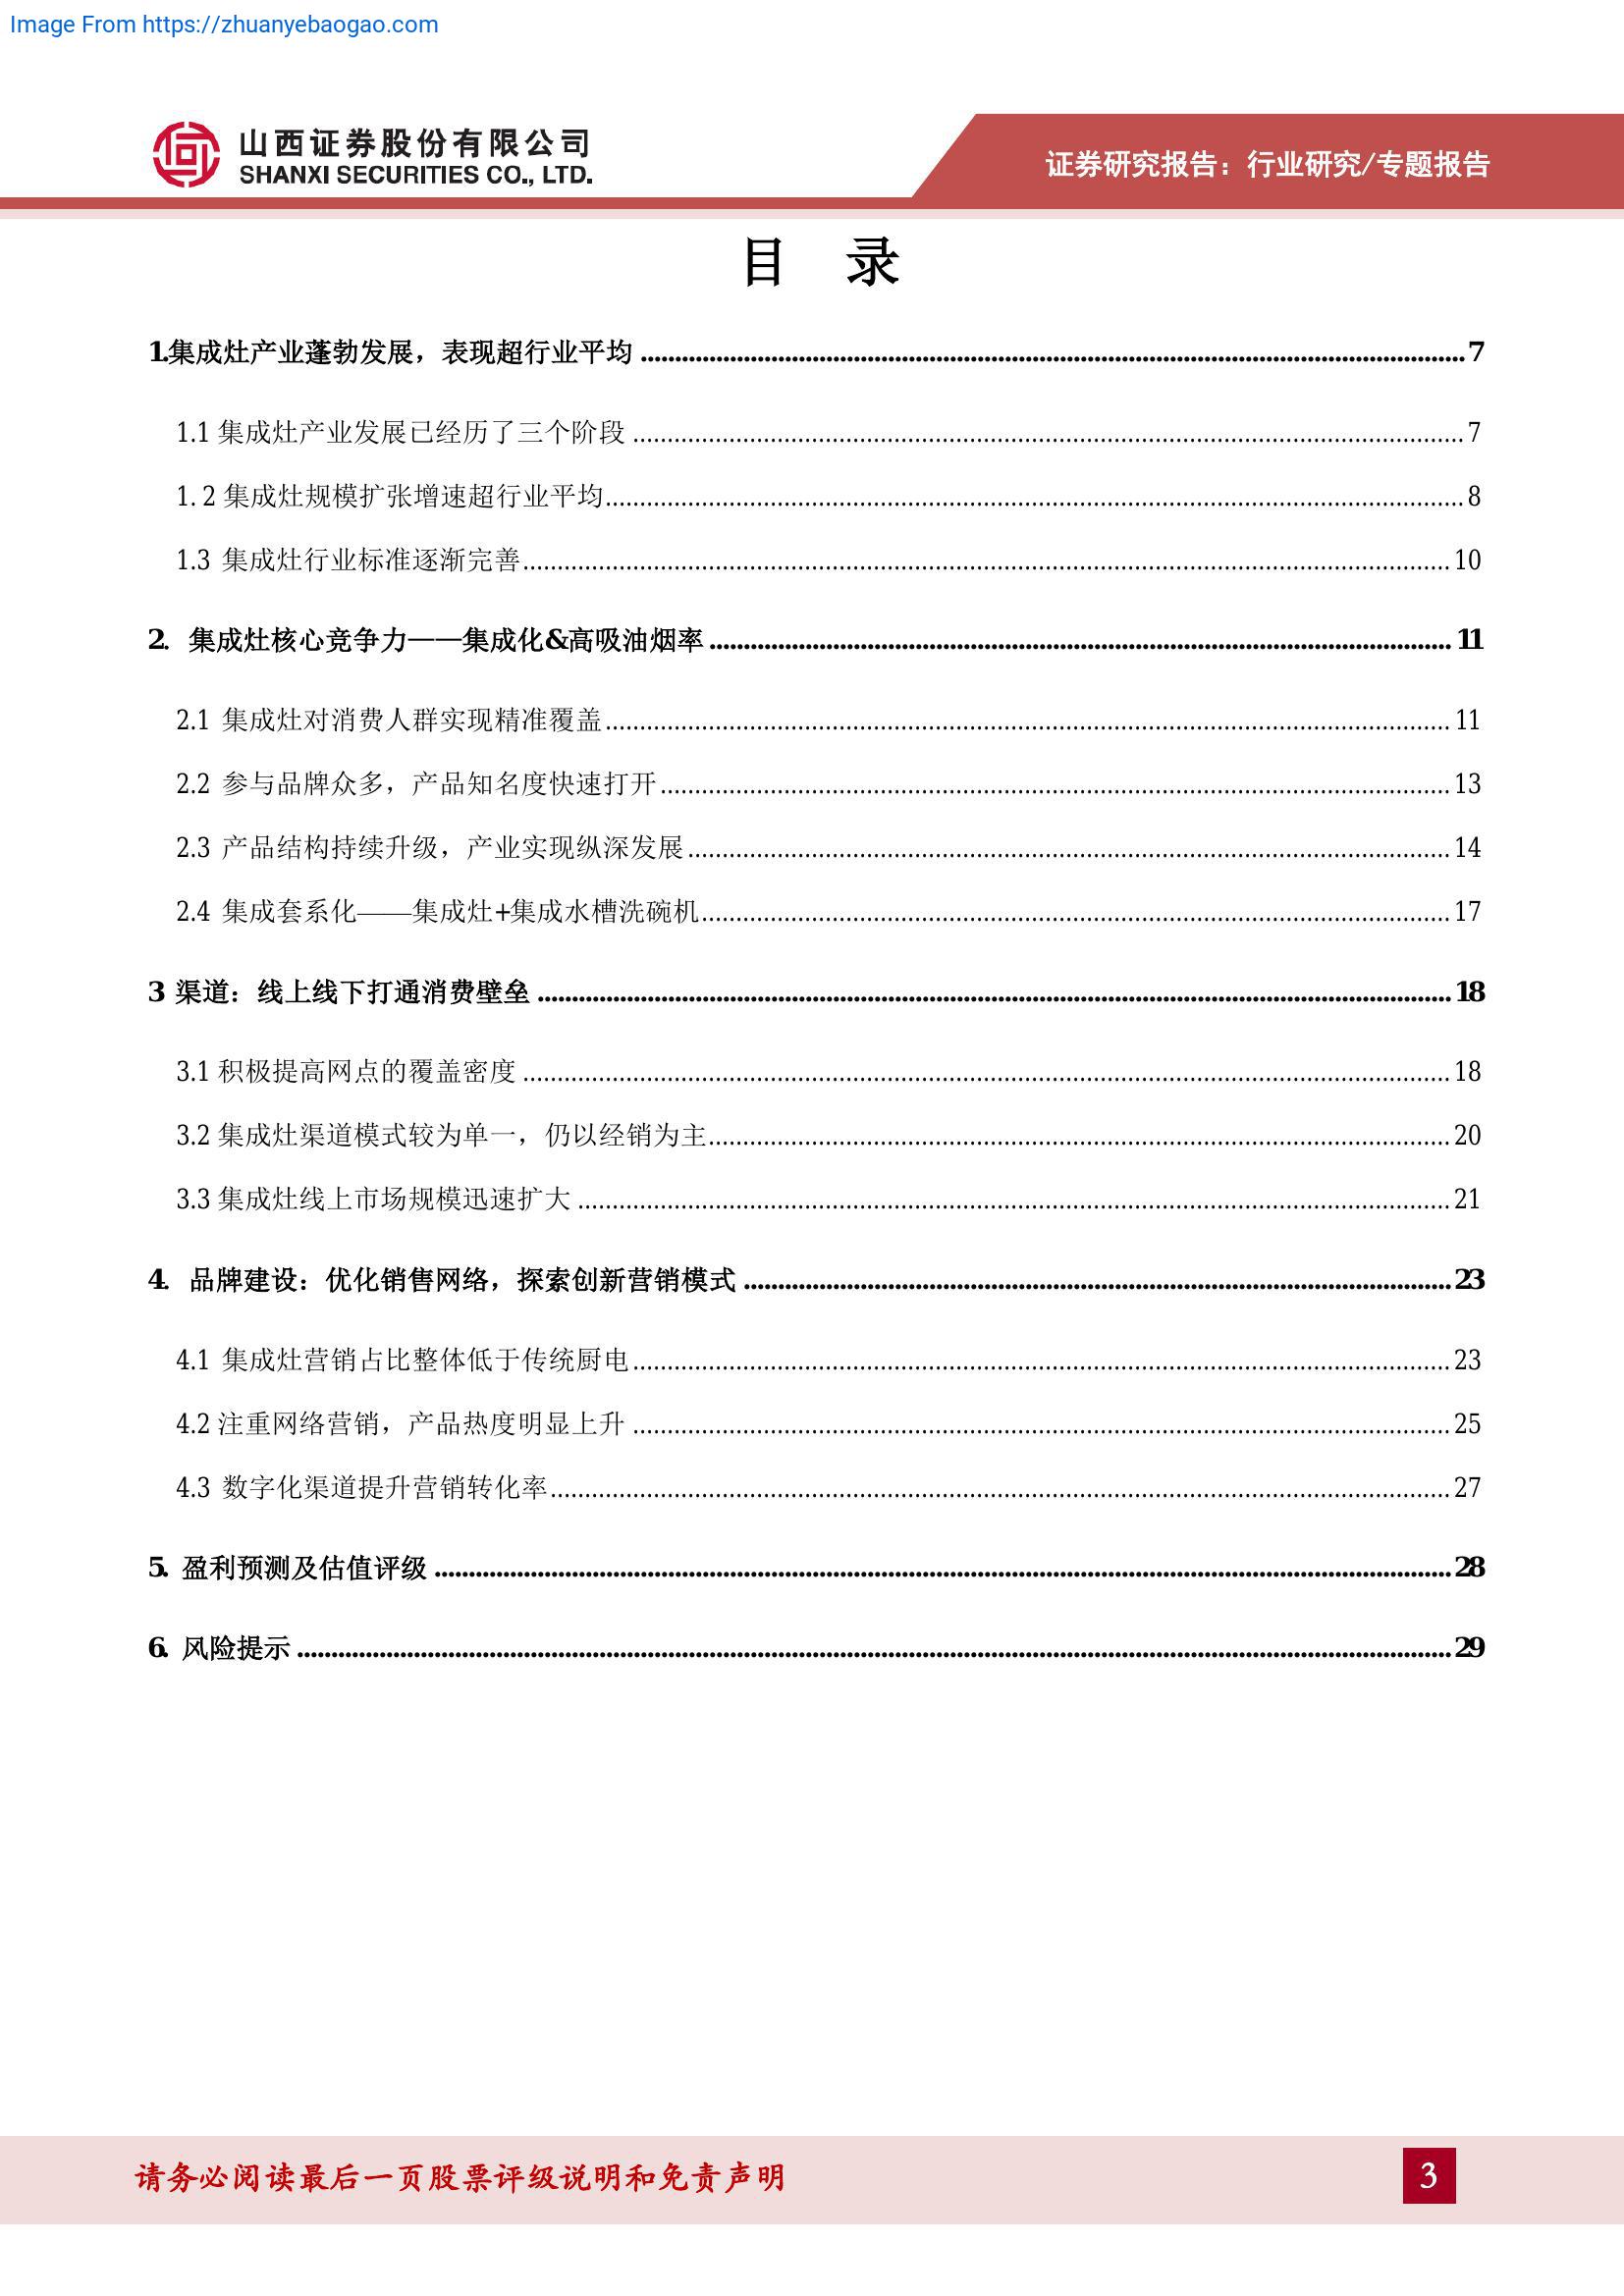 Image From https://zhuanyebaogao.com
山西证券股份有限公司
SHANXI SECURITIES CO., LTD.
证券研究报告：行业研究/专题报告
目 录
1.集成灶产业蓬勃发展，表现超行业平均 7
1.1 集成灶产业发展已经历了三个阶段 7
1. 2 集成灶规模扩张增速超行业平均 8
1.3 集成灶行业标准逐渐完善 10
2. 集成灶核心竞争力——集成化&高吸油烟率 11
2.1 集成灶对消费人群实现精准覆盖 11
2.2 参与品牌众多，产品知名度快速打开 13
2.3 产品结构持续升级，产业实现纵深发展 14
2.4 集成套系化——集成灶+集成水槽洗碗机 17
3 渠道：线上线下打通消费壁垒 18
3.1 积极提高网点的覆盖密度 18
3.2 集成灶渠道模式较为单一，仍以经销为主 20
3.3 集成灶线上市场规模迅速扩大 21
4. 品牌建设：优化销售网络，探索创新营销模式 23
4.1 集成灶营销占比整体低于传统厨电 23
4.2 注重网络营销，产品热度明显上升 25
4.3 数字化渠道提升营销转化率 27
5. 盈利预测及估值评级 28
6. 风险提示 29
请务必阅读最后一页股票评级说明和免责声明
3